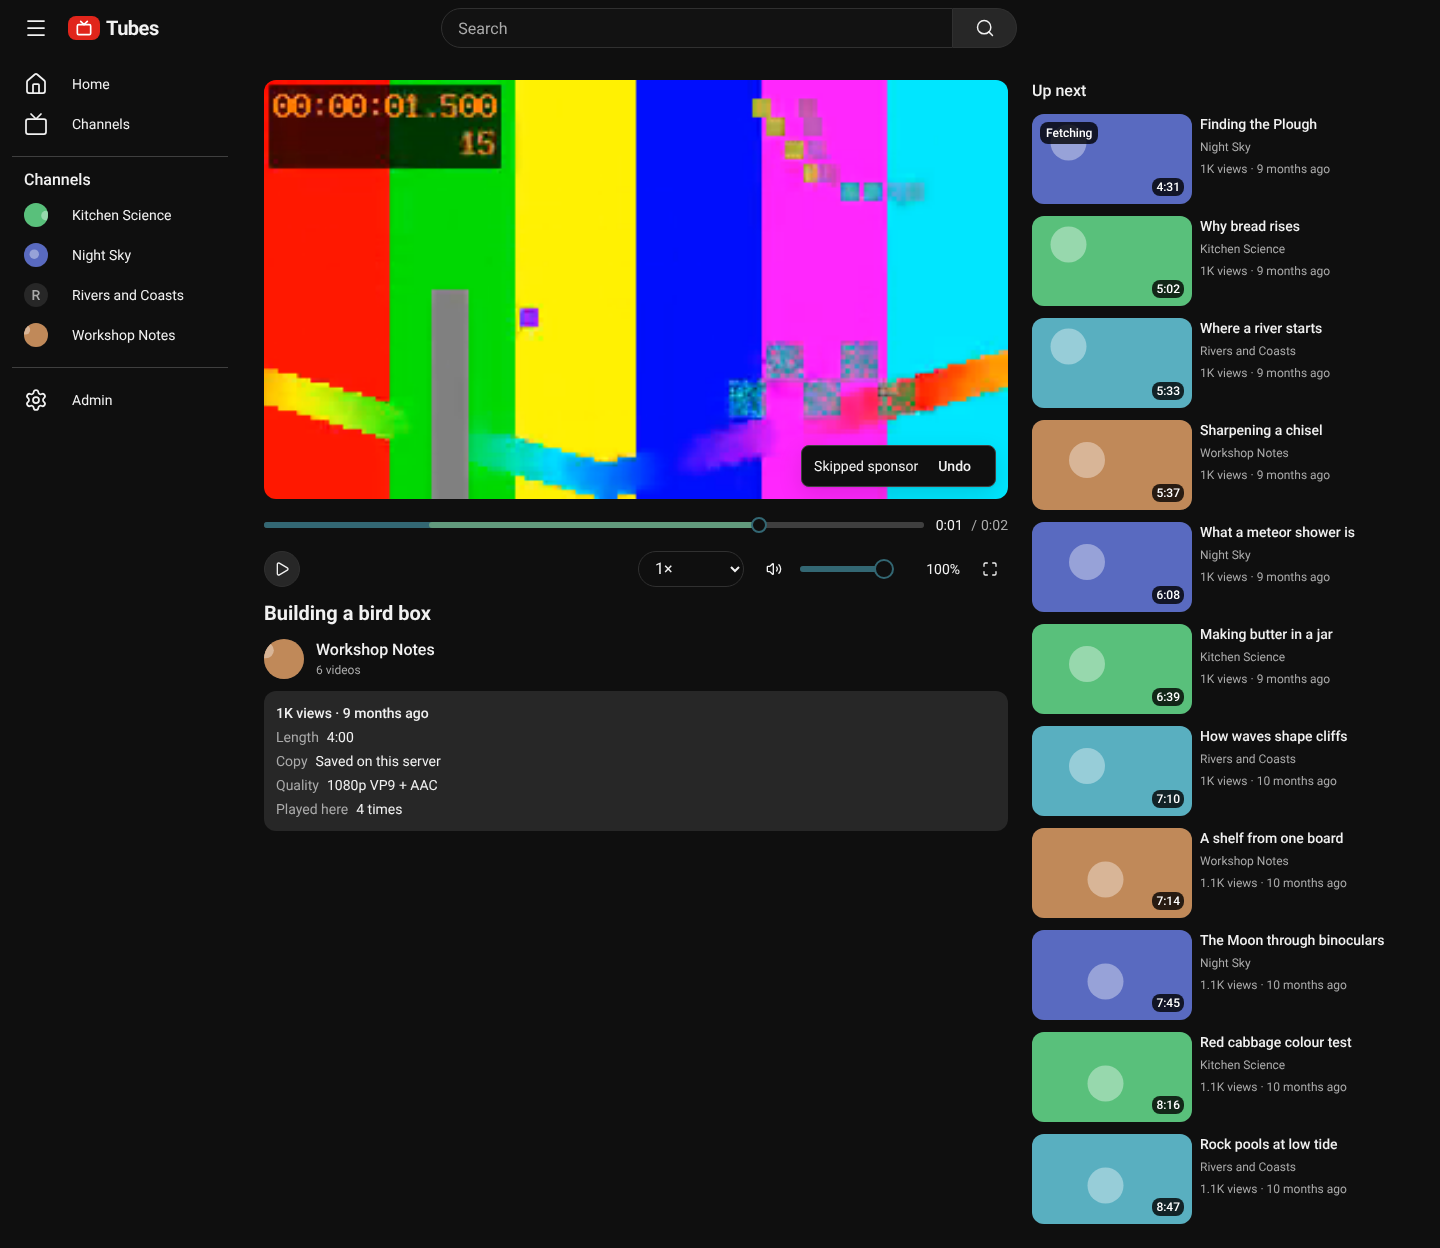 Tubes
Search
Home
Channels
Channels
Kitchen Science
Night Sky
R
Rivers and Coasts
Workshop Notes
Admin
00:00:01.500
15
Skipped sponsor Undo
0:01 / 0:02
1×
100%
Building a bird box
Workshop Notes
6 videos
1K views · 9 months ago
Length 4:00
Copy Saved on this server
Quality 1080p VP9 + AAC
Played here 4 times
Up next
Fetching
4:31
Finding the Plough
Night Sky
1K views · 9 months ago
5:02
Why bread rises
Kitchen Science
1K views · 9 months ago
5:33
Where a river starts
Rivers and Coasts
1K views · 9 months ago
5:37
Sharpening a chisel
Workshop Notes
1K views · 9 months ago
6:08
What a meteor shower is
Night Sky
1K views · 9 months ago
6:39
Making butter in a jar
Kitchen Science
1K views · 9 months ago
7:10
How waves shape cliffs
Rivers and Coasts
1K views · 10 months ago
7:14
A shelf from one board
Workshop Notes
1.1K views · 10 months ago
7:45
The Moon through binoculars
Night Sky
1.1K views · 10 months ago
8:16
Red cabbage colour test
Kitchen Science
1.1K views · 10 months ago
8:47
Rock pools at low tide
Rivers and Coasts
1.1K views · 10 months ago